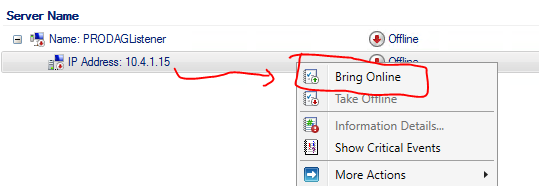 Server Name
Name: PRODAGListener Offline
IP Address: 10.4.1.15 Offline
Bring Online
Take Offline
Information Details...
Show Critical Events
More Actions